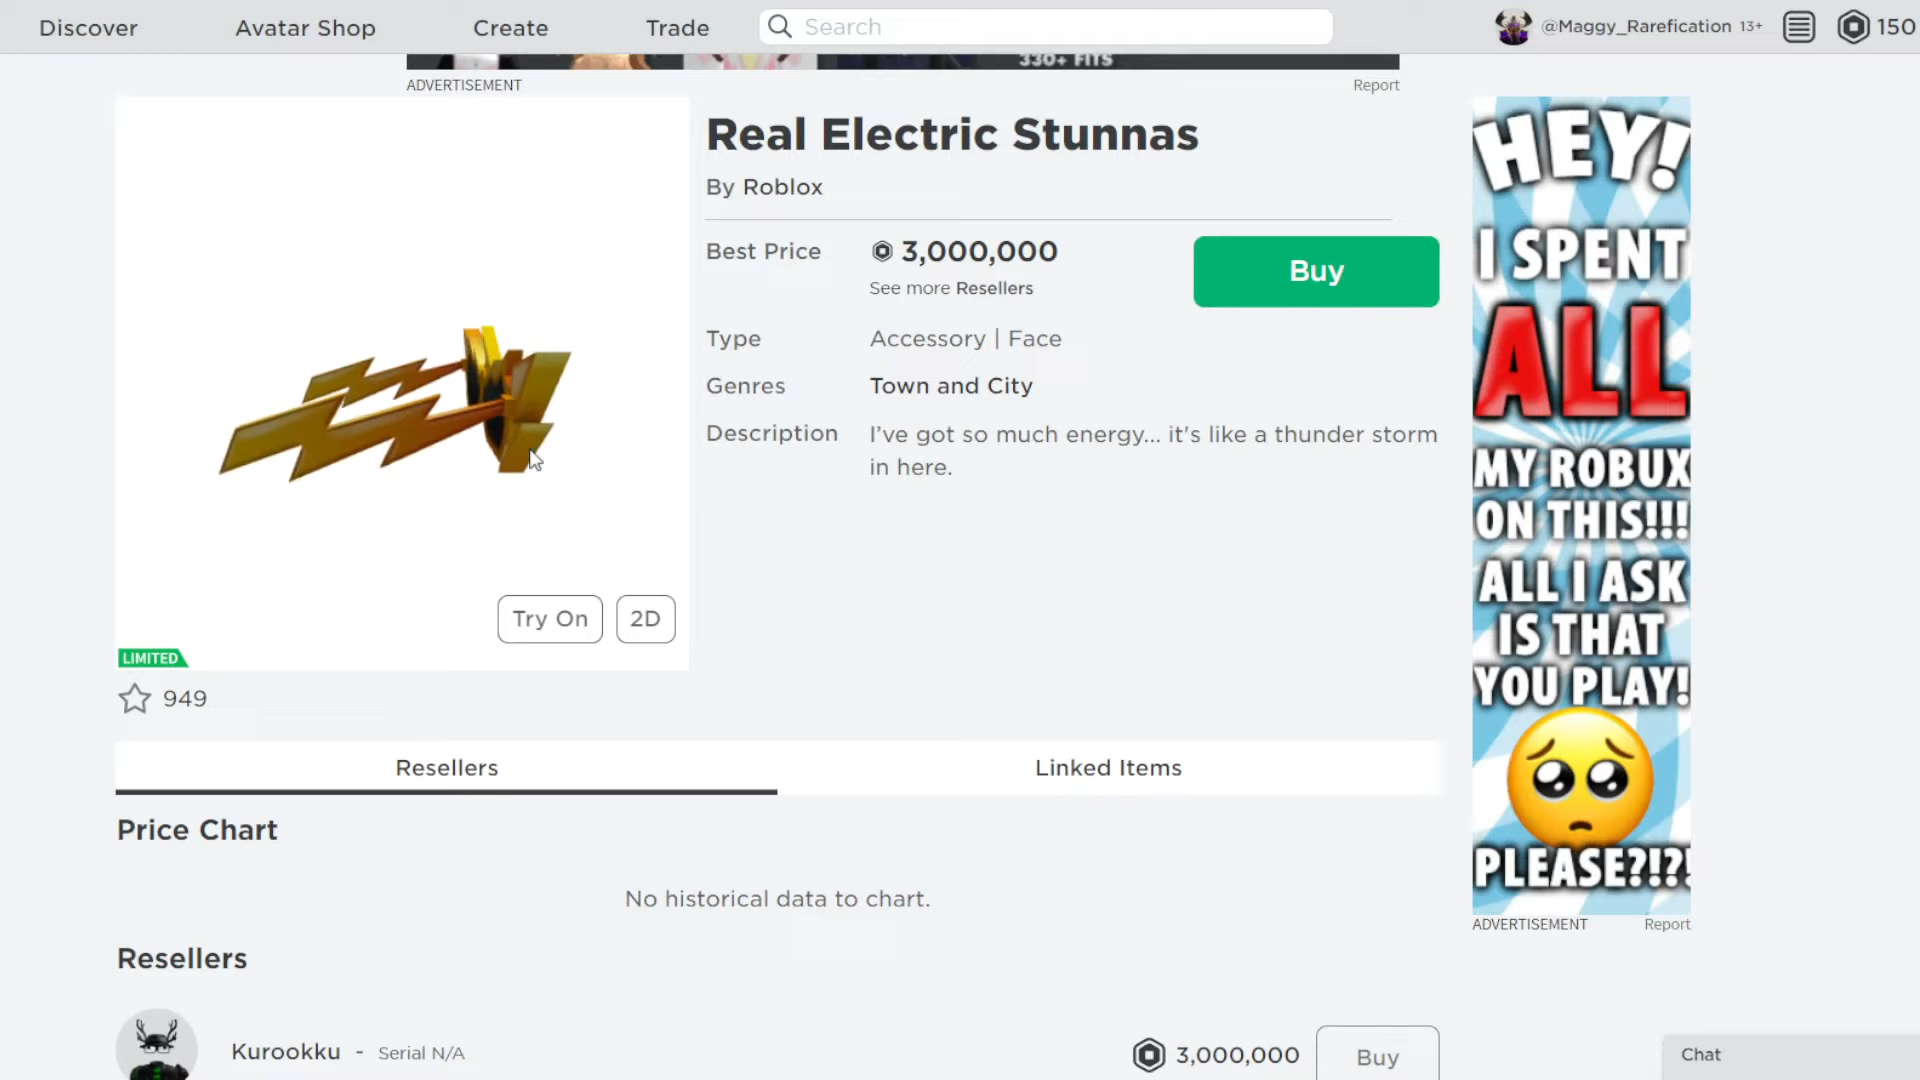 Discover Avatar Shop Create Trade Search @Maggy_Rarefication 13+ 150
330+ FITS
ADVERTISEMENT Report
Real Electric Stunnas
By Roblox
Best Price 3,000,000
See more Resellers
Buy
Type Accessory | Face
Genres Town and City
Description I’ve got so much energy... it's like a thunder storm
in here.
Try On 2D
LIMITED
949
Resellers Linked Items
Price Chart
No historical data to chart.
Resellers
Kurookku - Serial N/A 3,000,000 Buy
HEY!
I SPENT
ALL
MY ROBUX
ON THIS!!!
ALL I ASK
IS THAT
YOU PLAY!
PLEASE?!?!
ADVERTISEMENT Report
Chat